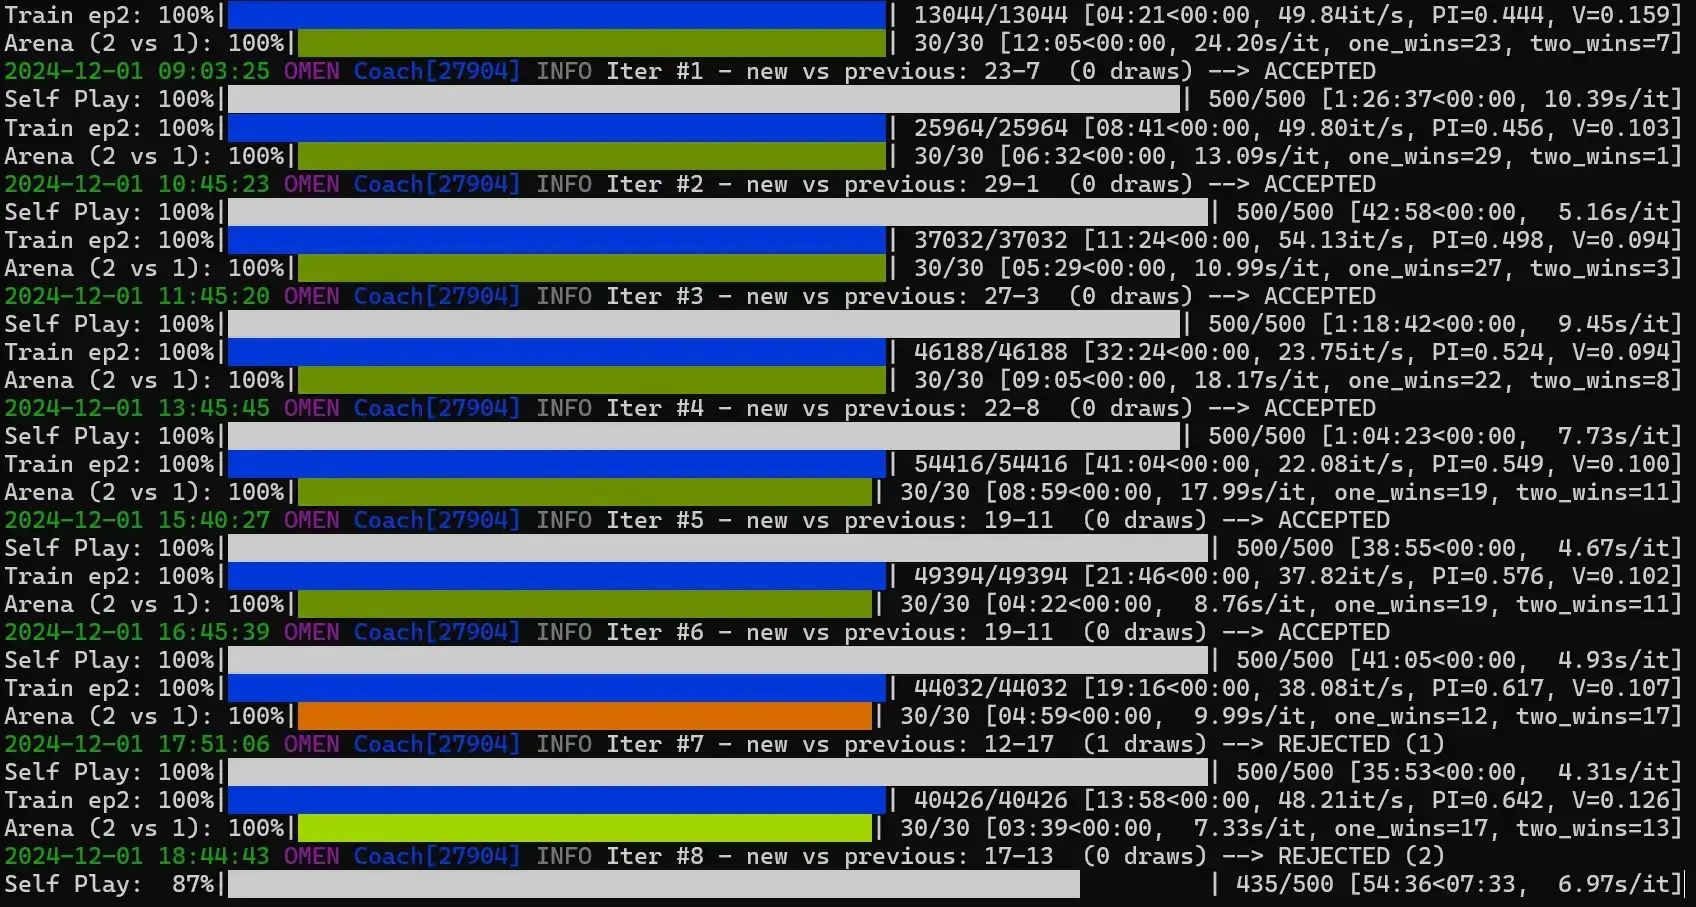 Train ep2: 100%| | 13044/13044 [04:21<00:00, 49.84it/s, PI=0.444, V=0.159]
Arena (2 vs 1): 100%| | 30/30 [12:05<00:00, 24.20s/it, one_wins=23, two_wins=7]
2024-12-01 09:03:25 OMEN Coach[27904] INFO Iter #1 - new vs previous: 23-7 (0 draws) --> ACCEPTED
Self Play: 100%| | 500/500 [1:26:37<00:00, 10.39s/it]
Train ep2: 100%| | 25964/25964 [08:41<00:00, 49.80it/s, PI=0.456, V=0.103]
Arena (2 vs 1): 100%| | 30/30 [06:32<00:00, 13.09s/it, one_wins=29, two_wins=1]
2024-12-01 10:45:23 OMEN Coach[27904] INFO Iter #2 - new vs previous: 29-1 (0 draws) --> ACCEPTED
Self Play: 100%| | 500/500 [42:58<00:00, 5.16s/it]
Train ep2: 100%| | 37032/37032 [11:24<00:00, 54.13it/s, PI=0.498, V=0.094]
Arena (2 vs 1): 100%| | 30/30 [05:29<00:00, 10.99s/it, one_wins=27, two_wins=3]
2024-12-01 11:45:20 OMEN Coach[27904] INFO Iter #3 - new vs previous: 27-3 (0 draws) --> ACCEPTED
Self Play: 100%| | 500/500 [1:18:42<00:00, 9.45s/it]
Train ep2: 100%| | 46188/46188 [32:24<00:00, 23.75it/s, PI=0.524, V=0.094]
Arena (2 vs 1): 100%| | 30/30 [09:05<00:00, 18.17s/it, one_wins=22, two_wins=8]
2024-12-01 13:45:45 OMEN Coach[27904] INFO Iter #4 - new vs previous: 22-8 (0 draws) --> ACCEPTED
Self Play: 100%| | 500/500 [1:04:23<00:00, 7.73s/it]
Train ep2: 100%| | 54416/54416 [41:04<00:00, 22.08it/s, PI=0.549, V=0.100]
Arena (2 vs 1): 100%| | 30/30 [08:59<00:00, 17.99s/it, one_wins=19, two_wins=11]
2024-12-01 15:40:27 OMEN Coach[27904] INFO Iter #5 - new vs previous: 19-11 (0 draws) --> ACCEPTED
Self Play: 100%| | 500/500 [38:55<00:00, 4.67s/it]
Train ep2: 100%| | 49394/49394 [21:46<00:00, 37.82it/s, PI=0.576, V=0.102]
Arena (2 vs 1): 100%| | 30/30 [04:22<00:00, 8.76s/it, one_wins=19, two_wins=11]
2024-12-01 16:45:39 OMEN Coach[27904] INFO Iter #6 - new vs previous: 19-11 (0 draws) --> ACCEPTED
Self Play: 100%| | 500/500 [41:05<00:00, 4.93s/it]
Train ep2: 100%| | 44032/44032 [19:16<00:00, 38.08it/s, PI=0.617, V=0.107]
Arena (2 vs 1): 100%| | 30/30 [04:59<00:00, 9.99s/it, one_wins=12, two_wins=17]
2024-12-01 17:51:06 OMEN Coach[27904] INFO Iter #7 - new vs previous: 12-17 (1 draws) --> REJECTED (1)
Self Play: 100%| | 500/500 [35:53<00:00, 4.31s/it]
Train ep2: 100%| | 40426/40426 [13:58<00:00, 48.21it/s, PI=0.642, V=0.126]
Arena (2 vs 1): 100%| | 30/30 [03:39<00:00, 7.33s/it, one_wins=17, two_wins=13]
2024-12-01 18:44:43 OMEN Coach[27904] INFO Iter #8 - new vs previous: 17-13 (0 draws) --> REJECTED (2)
Self Play: 87%| | 435/500 [54:36<07:33, 6.97s/it]